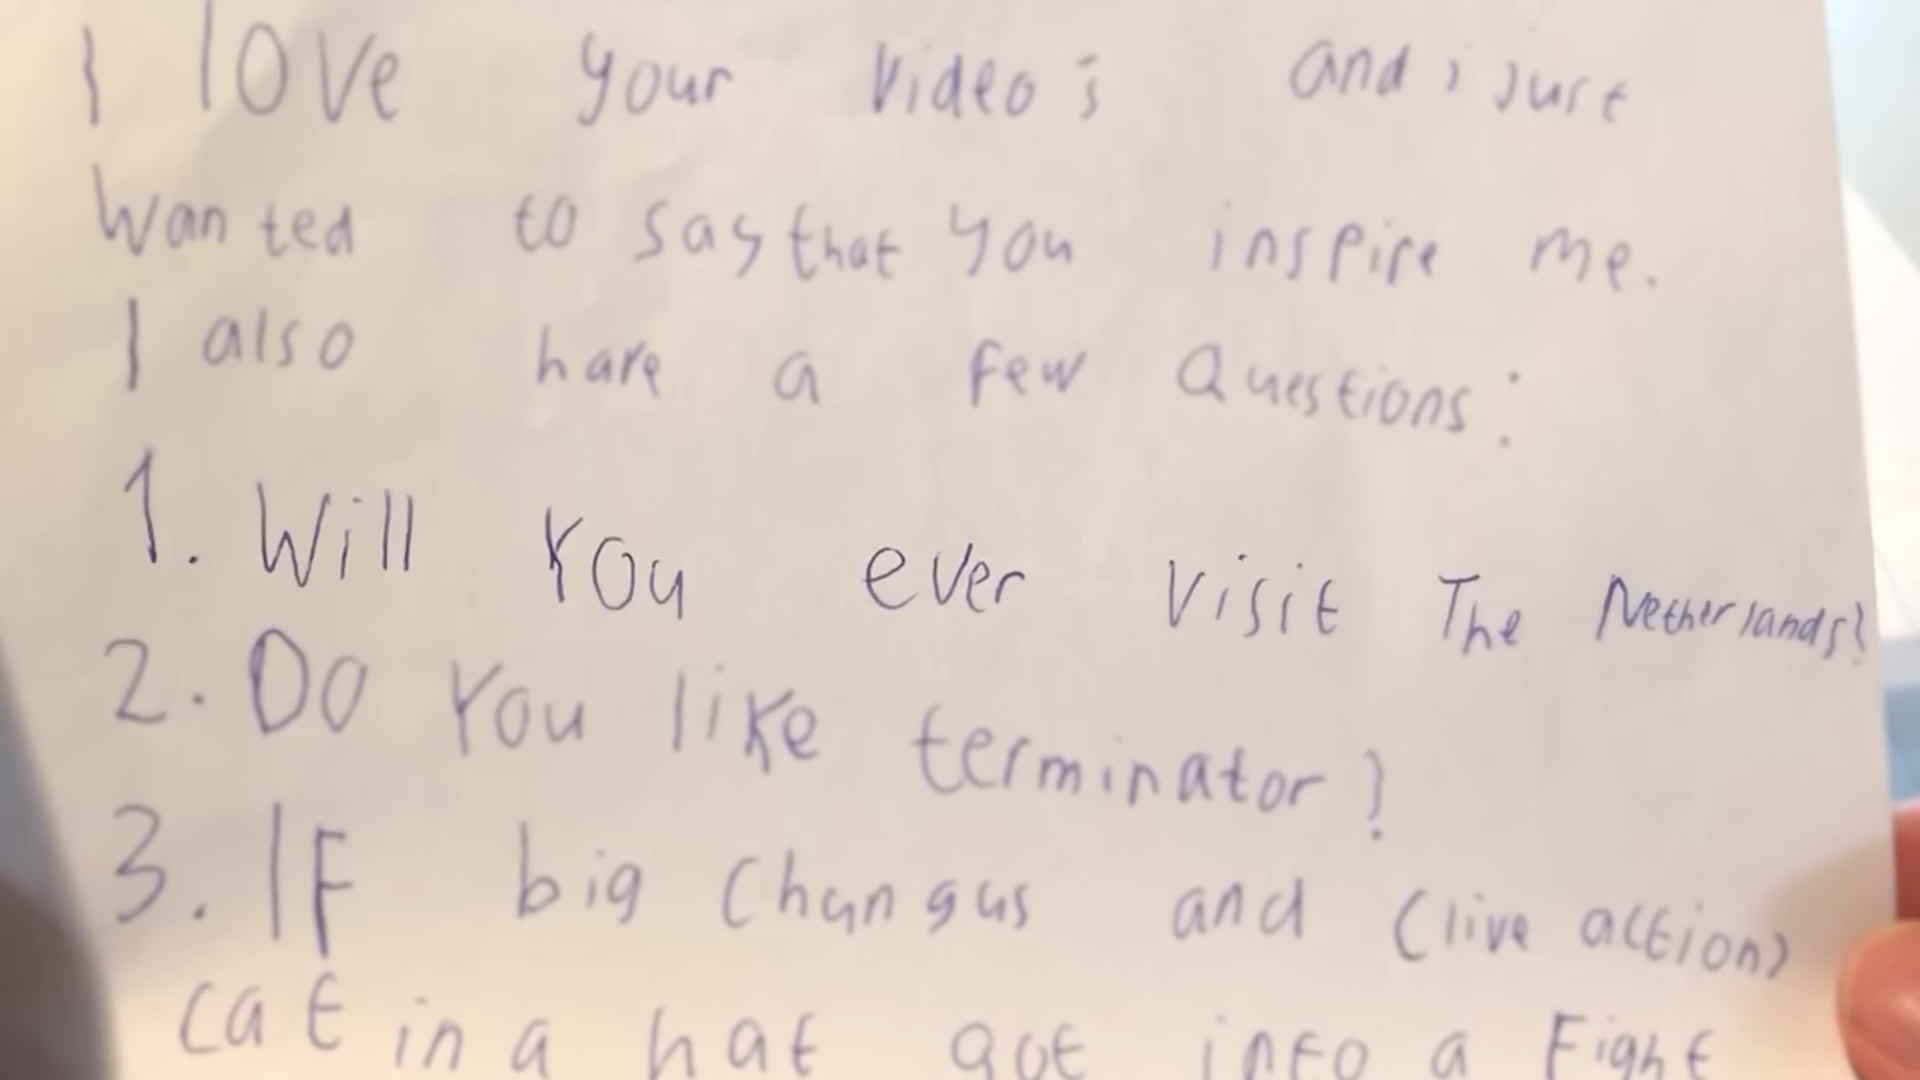 I love your video's and i just
Wanted to say that you inspire me.
I also have a few Questions:
1. Will You ever visit The Netherlands?
2. Do You like terminator?
3. IF big Chungus and (live action)
cat in a hat got into a Fight